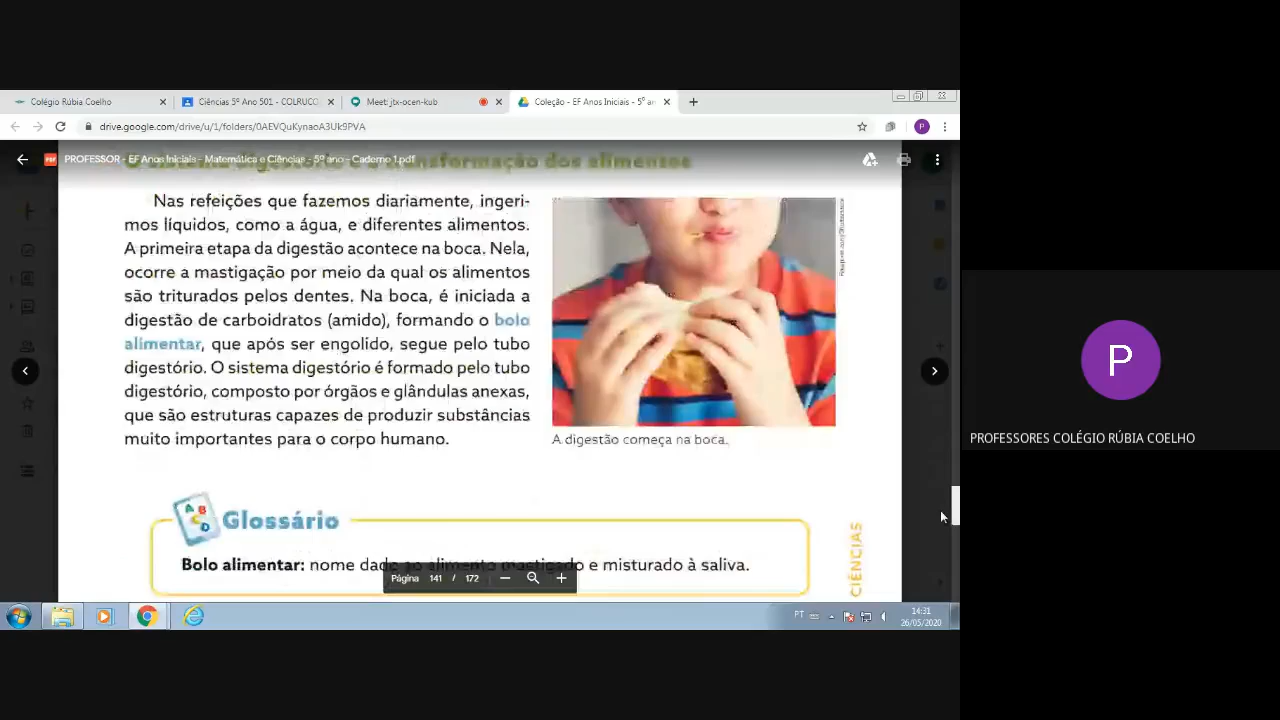 Colégio Rúbia Coelho
Ciências 5º Ano 501 - COLRUCO
Meet: jtx-ocen-kub
Coleção - EF Anos Iniciais - 5º an
drive.google.com/drive/u/1/folders/0AEVQuKynaoA3Uk9PVA
P
PROFESSOR - EF Anos Iniciais - Matemática e Ciências - 5º ano - Caderno 1.pdf
transformação dos alimentos
Nas refeições que fazemos diariamente, ingeri-
mos líquidos, como a água, e diferentes alimentos.
A primeira etapa da digestão acontece na boca. Nela,
ocorre a mastigação por meio da qual os alimentos
são triturados pelos dentes. Na boca, é iniciada a
digestão de carboidratos (amido), formando o bolo
alimentar, que após ser engolido, segue pelo tubo
digestório. O sistema digestório é formado pelo tubo
digestório, composto por órgãos e glândulas anexas,
que são estruturas capazes de produzir substâncias
muito importantes para o corpo humano.
A digestão começa na boca.
A B D
Glossário
Bolo alimentar: nome dado ao alimento mastigado e misturado à saliva.
CIÊNCIAS
Página 141 / 172
PT
14:31
26/05/2020
P
PROFESSORES COLÉGIO RÚBIA COELHO